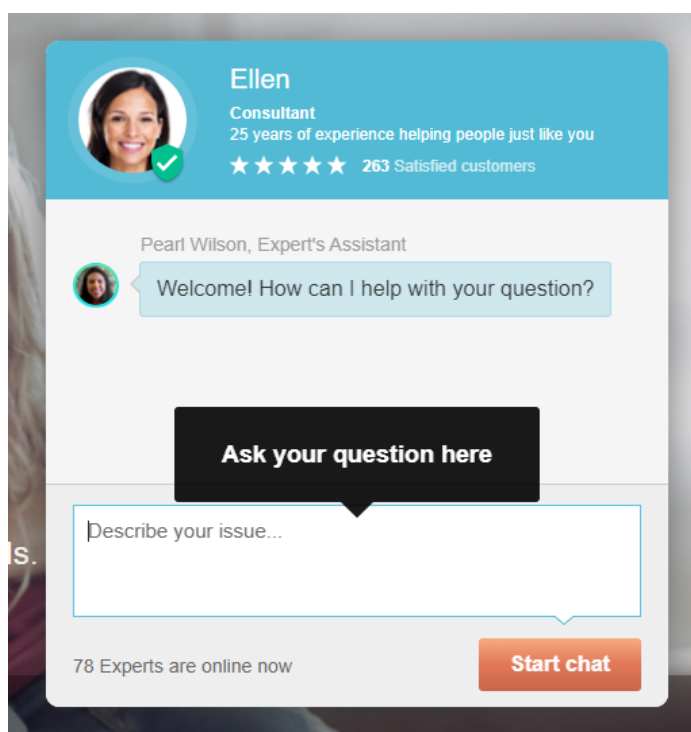 Ellen
Consultant
25 years of experience helping people just like you
263 Satisfied customers
Pearl Wilson, Expert's Assistant
Welcome! How can I help with your question?
Ask your question here
Describe your issue...
ls.
78 Experts are online now
Start chat